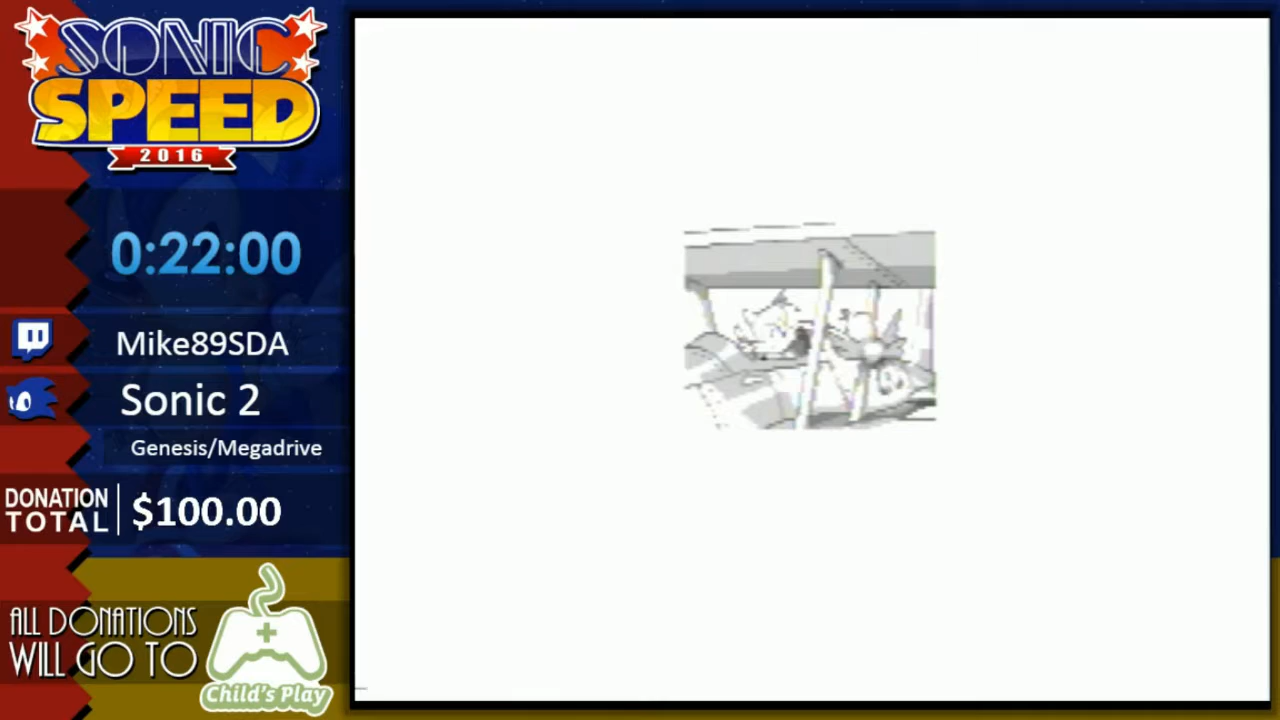 SONIC
SPEED
2016
0:22:00
Mike89SDA
Sonic 2
Genesis/Megadrive
DONATION
TOTAL
$100.00
ALL DONATIONS
WILL GO TO
Child's Play